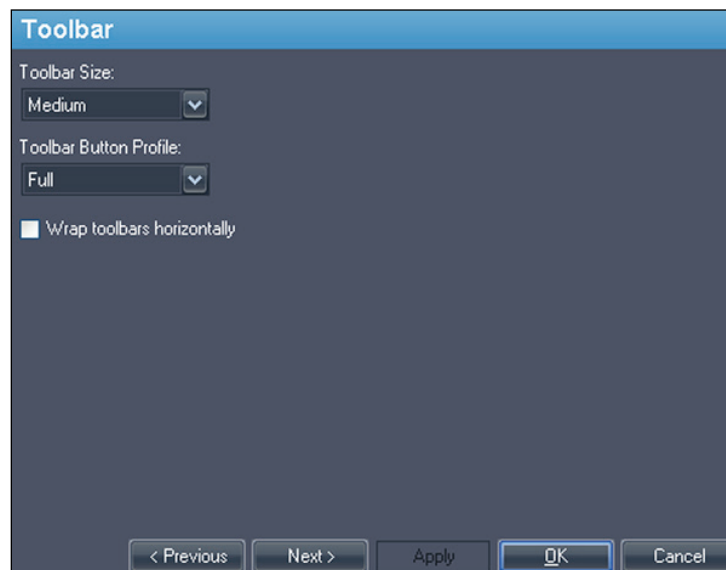 Toolbar
Toolbar Size:
Medium
Toolbar Button Profile:
Full
Wrap toolbars horizontally
< Previous Next > Apply OK Cancel